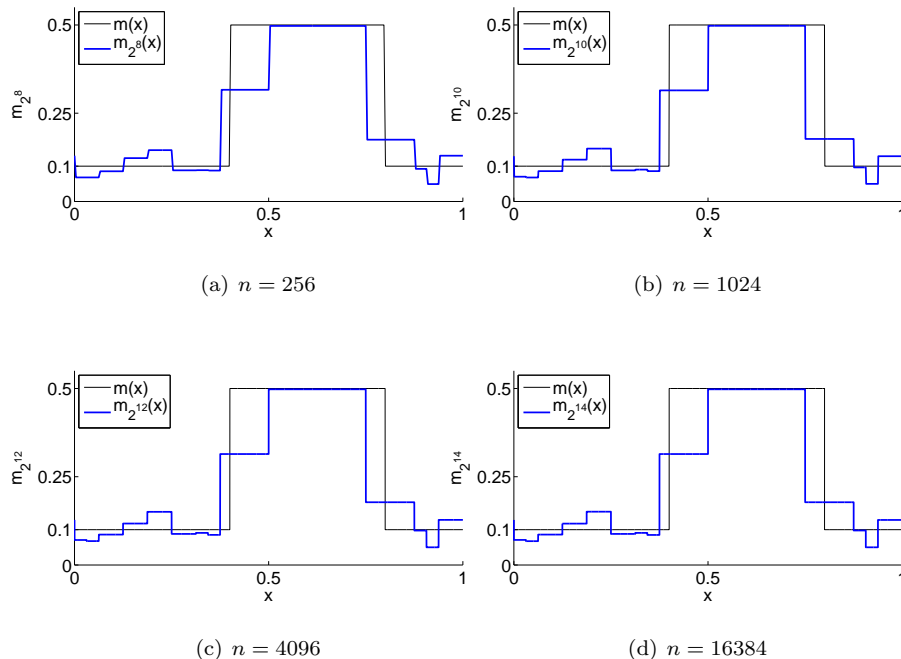 0.5
m(x)
m_{2^8}(x)
m_{2^8}
0.25
0.1
0
0
0.5
1
x
(a) n = 256
0.5
m(x)
m_{2^{10}}(x)
m_{2^{10}}
0.25
0.1
0
0
0.5
1
x
(b) n = 1024
0.5
m(x)
m_{2^{12}}(x)
m_{2^{12}}
0.25
0.1
0
0
0.5
1
x
(c) n = 4096
0.5
m(x)
m_{2^{14}}(x)
m_{2^{14}}
0.25
0.1
0
0
0.5
1
x
(d) n = 16384